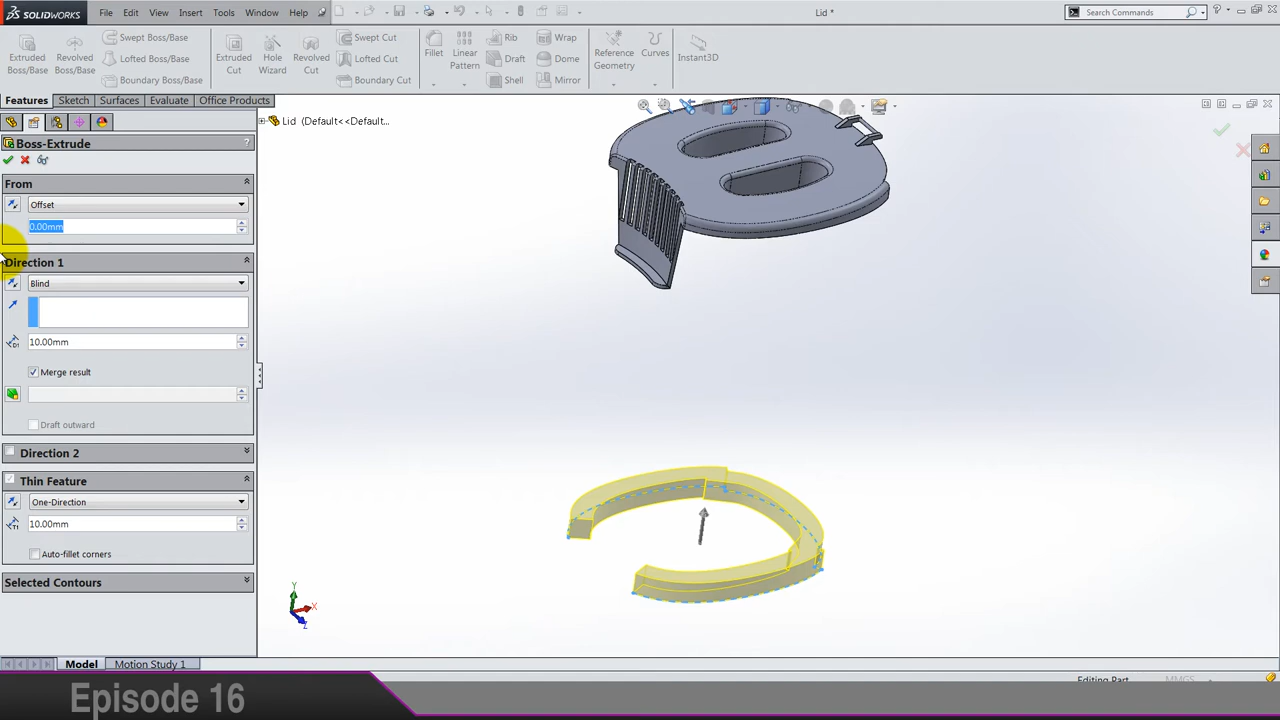 SOLIDWORKS File Edit View Insert Tools Window Help Lid * Search Commands
Extruded Boss/Base
Revolved Boss/Base
Swept Boss/Base
Lofted Boss/Base
Boundary Boss/Base
Extruded Cut
Hole Wizard
Revolved Cut
Swept Cut
Lofted Cut
Boundary Cut
Fillet
Linear Pattern
Rib
Draft
Shell
Wrap
Dome
Mirror
Reference Geometry
Curves
Instant3D
Features Sketch Surfaces Evaluate Office Products
Lid (Default<<Default...
Boss-Extrude ?
From
Offset
0.00mm
Direction 1
Blind
10.00mm
Merge result
Draft outward
Direction 2
Thin Feature
One-Direction
10.00mm
Auto-fillet corners
Selected Contours
Y
X
Z
Model Motion Study 1
Editing Part MMGS
Episode 16